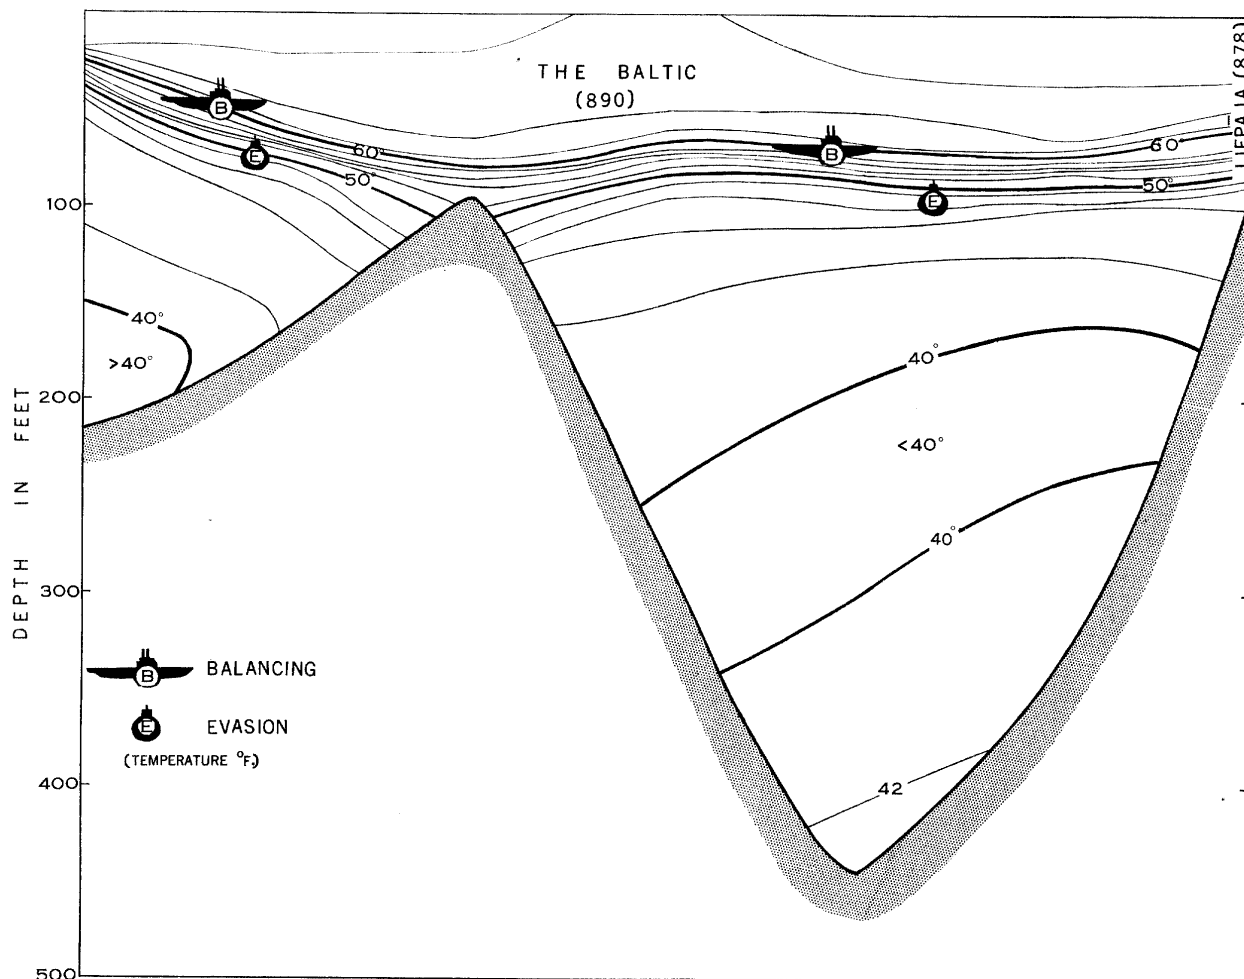 THE BALTIC
(890)
LIEPAJA (878)
B
E
60°
50°
B
E
60°
50°
100
40°
>40°
40°
<40°
40°
200
300
400
500
42
DEPTH IN FEET
B BALANCING
E EVASION
(TEMPERATURE °F.)